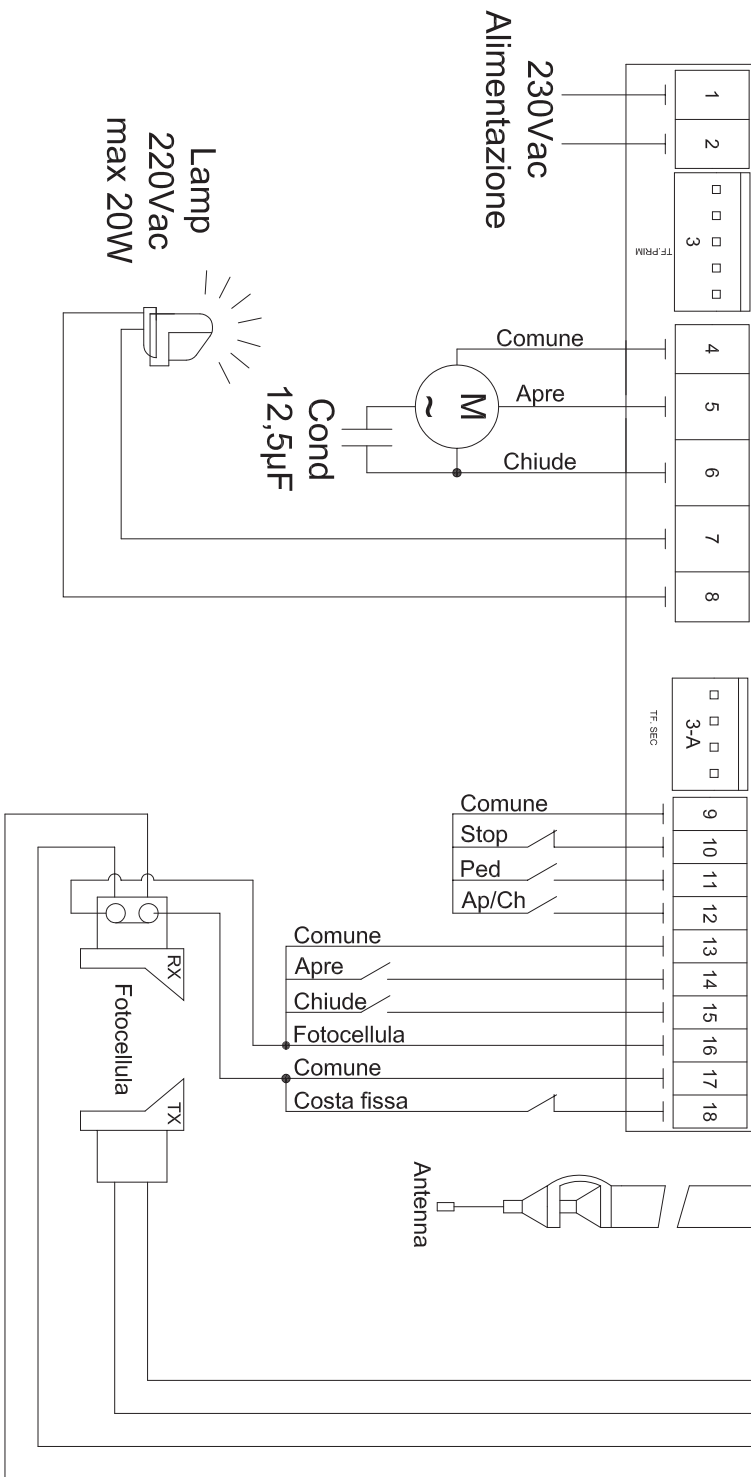 230Vac
Alimentazione
Lamp
220Vac
max 20W
1
2
3
TF.PRIM
4
5
6
7
8
Comune
Apre
Chiude
M
~
Cond
12,5µF
3-A
TF. SEC
9
10
11
12
13
14
15
16
17
18
Comune
Stop
Ped
Ap/Ch
Comune
Apre
Chiude
Fotocellula
Comune
Costa fissa
RX
Fotocellula
TX
Antenna